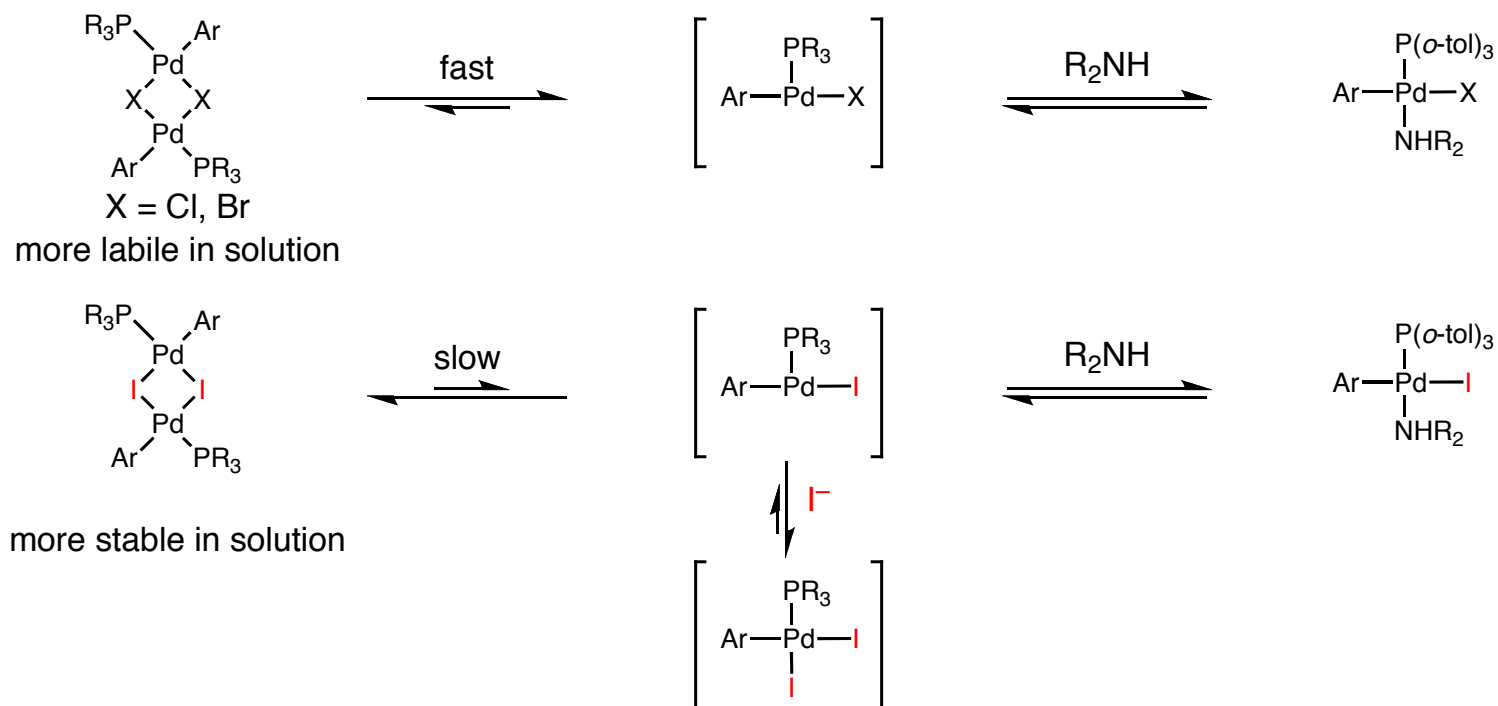 R3P Ar
Pd
X X
Pd
Ar PR3
X = Cl, Br
more labile in solution
fast
PR3
Ar Pd X
R2NH
P(o-tol)3
Ar Pd X
NHR2
R3P Ar
Pd
I I
Pd
Ar PR3
more stable in solution
slow
PR3
Ar Pd I
R2NH
P(o-tol)3
Ar Pd I
NHR2
I–
PR3
Ar Pd I
I